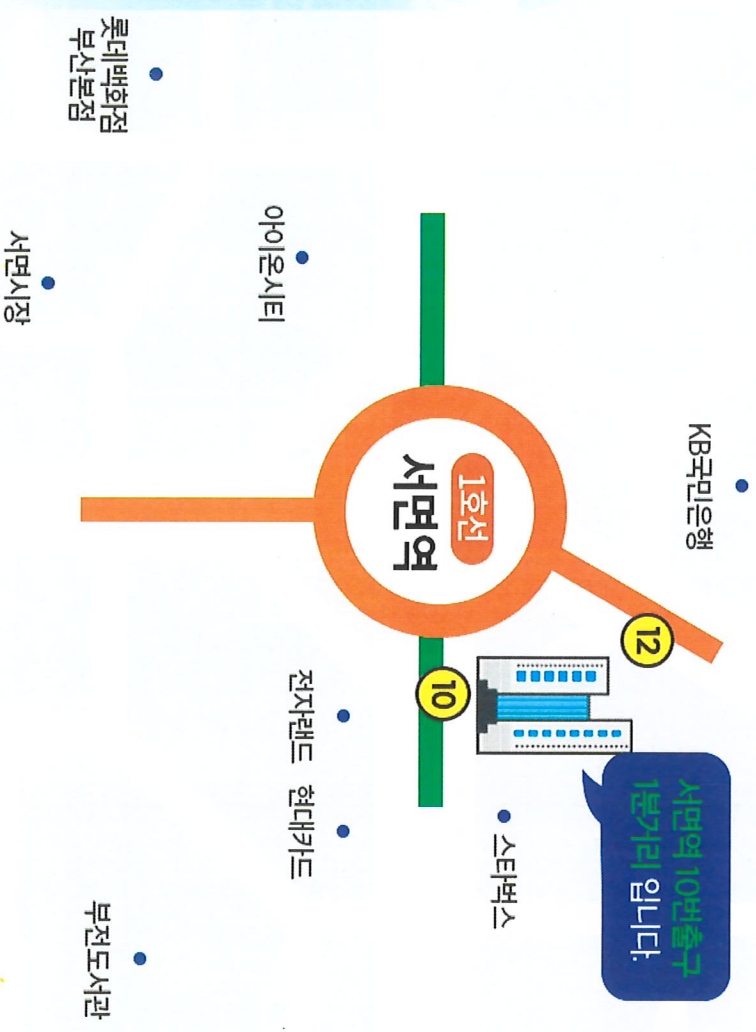 KB국민은행
서면역 10번출구
1분거리 입니다.
12
스타벅스
1호선
서면역
10
전자랜드 현대카드
아이온시티
롯데백화점
부산본점
부전도서관
서면시장